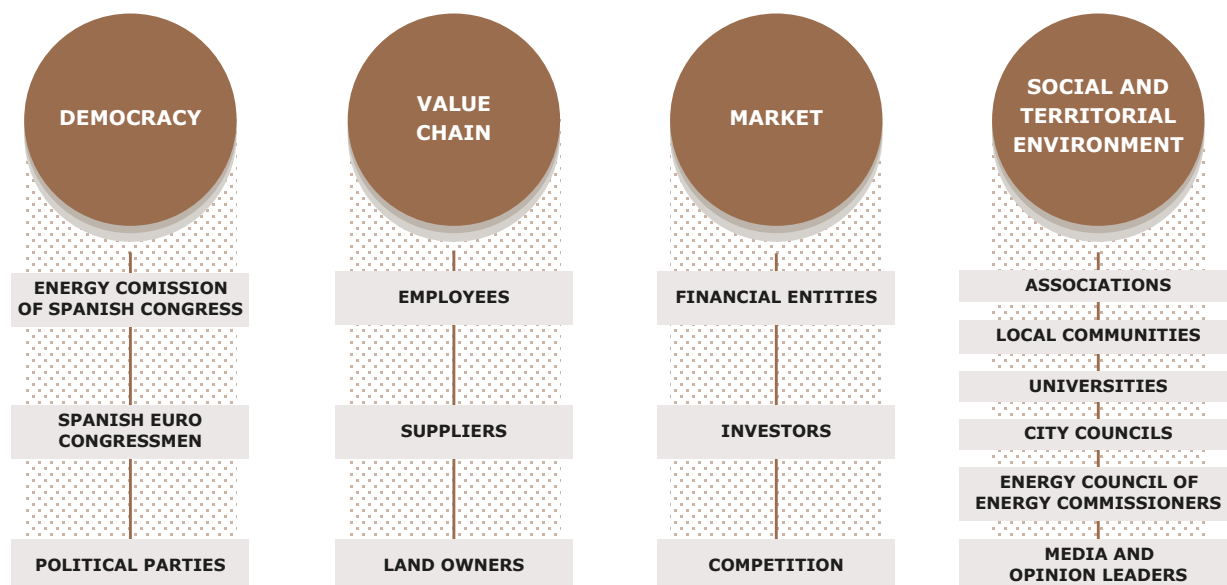 DEMOCRACY
ENERGY COMISSION
OF SPANISH CONGRESS
SPANISH EURO
CONGRESSMEN
POLITICAL PARTIES
VALUE
CHAIN
EMPLOYEES
SUPPLIERS
LAND OWNERS
MARKET
FINANCIAL ENTITIES
INVESTORS
COMPETITION
SOCIAL AND
TERRITORIAL
ENVIRONMENT
ASSOCIATIONS
LOCAL COMMUNITIES
UNIVERSITIES
CITY COUNCILS
ENERGY COUNCIL OF
ENERGY COMMISSIONERS
MEDIA AND
OPINION LEADERS